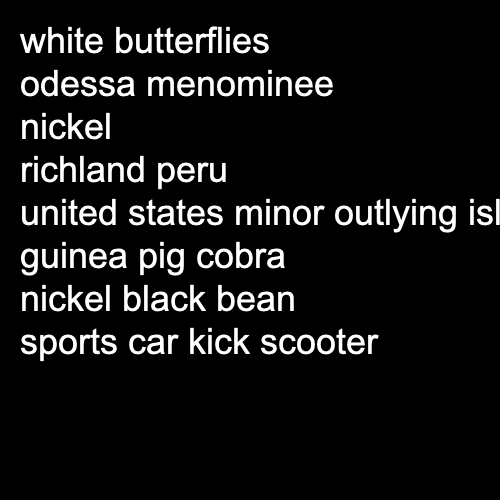 white butterflies
odessa menominee
nickel
richland peru
united states minor outlying isl
guinea pig cobra
nickel black bean
sports car kick scooter